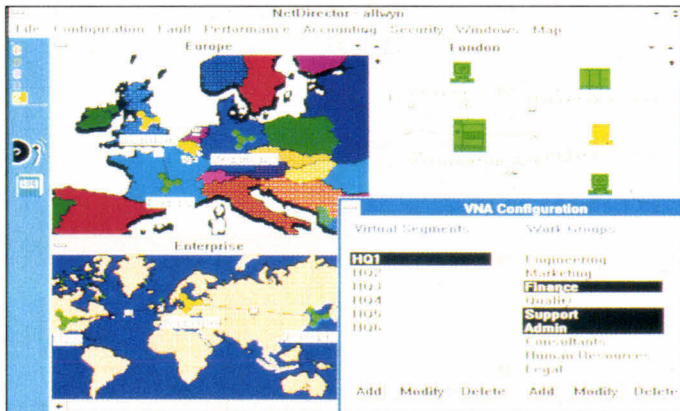 NetDirector - allwyn
File Configuration Fault Performance Accounting Security Windows Map
Europe
London
Enterprise
VNA Configuration
Virtual Segments
Work Groups
HQ1
HQ2
HQ3
HQ4
HQ5
HQ6
Engineering
Marketing
Finance
Quality
Support
Admin
Consultants
Human Resources
Legal
Add Modify Delete
Add Modify Delete